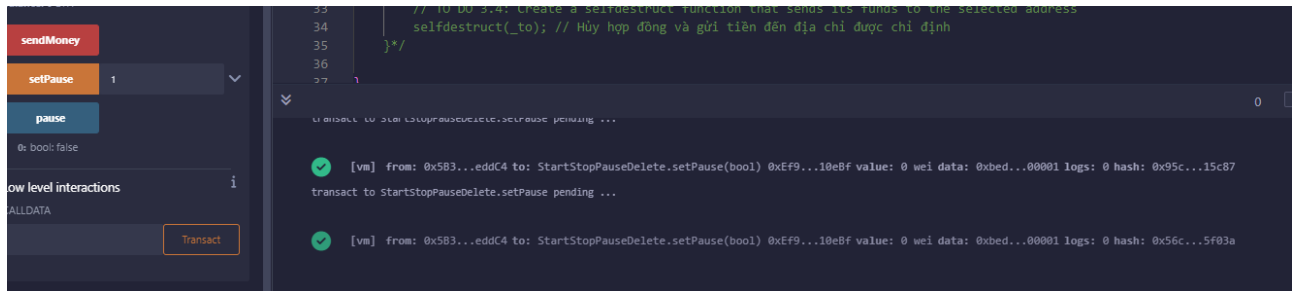 sendMoney
setPause 1
pause
0: bool: false
ow level interactions i
ALLDATA
Transact
33 // TO DO 3.4: Create a selfdestruct function that sends its funds to the selected address
34 selfdestruct(_to); // Hủy hợp đồng và gửi tiền đến địa chỉ được chỉ định
35 }*/
36
37 }
0
transact to StartStopPauseDelete.setPause pending ...
[vm] from: 0x5B3...eddC4 to: StartStopPauseDelete.setPause(bool) 0xEf9...10eBf value: 0 wei data: 0xbed...00001 logs: 0 hash: 0x95c...15c87
transact to StartStopPauseDelete.setPause pending ...
[vm] from: 0x5B3...eddC4 to: StartStopPauseDelete.setPause(bool) 0xEf9...10eBf value: 0 wei data: 0xbed...00001 logs: 0 hash: 0x56c...5f03a